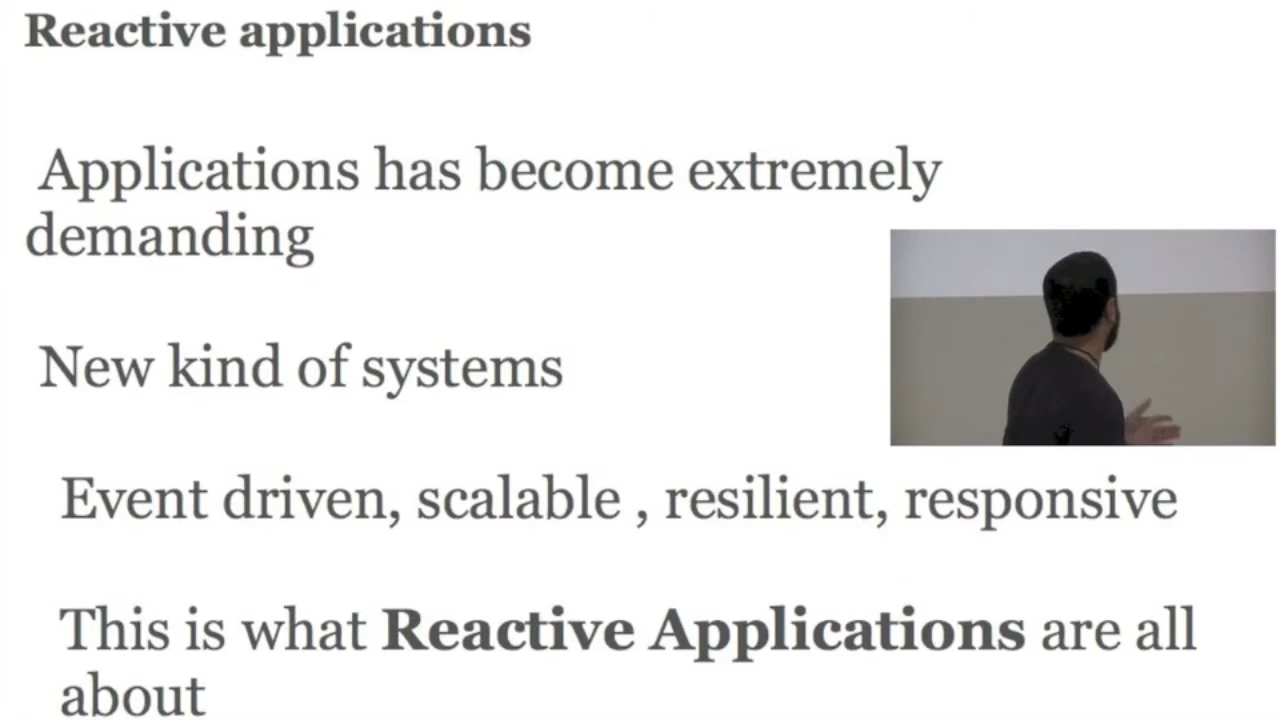 Reactive applications
Applications has become extremely
demanding
New kind of systems
Event driven, scalable , resilient, responsive
This is what Reactive Applications are all
about